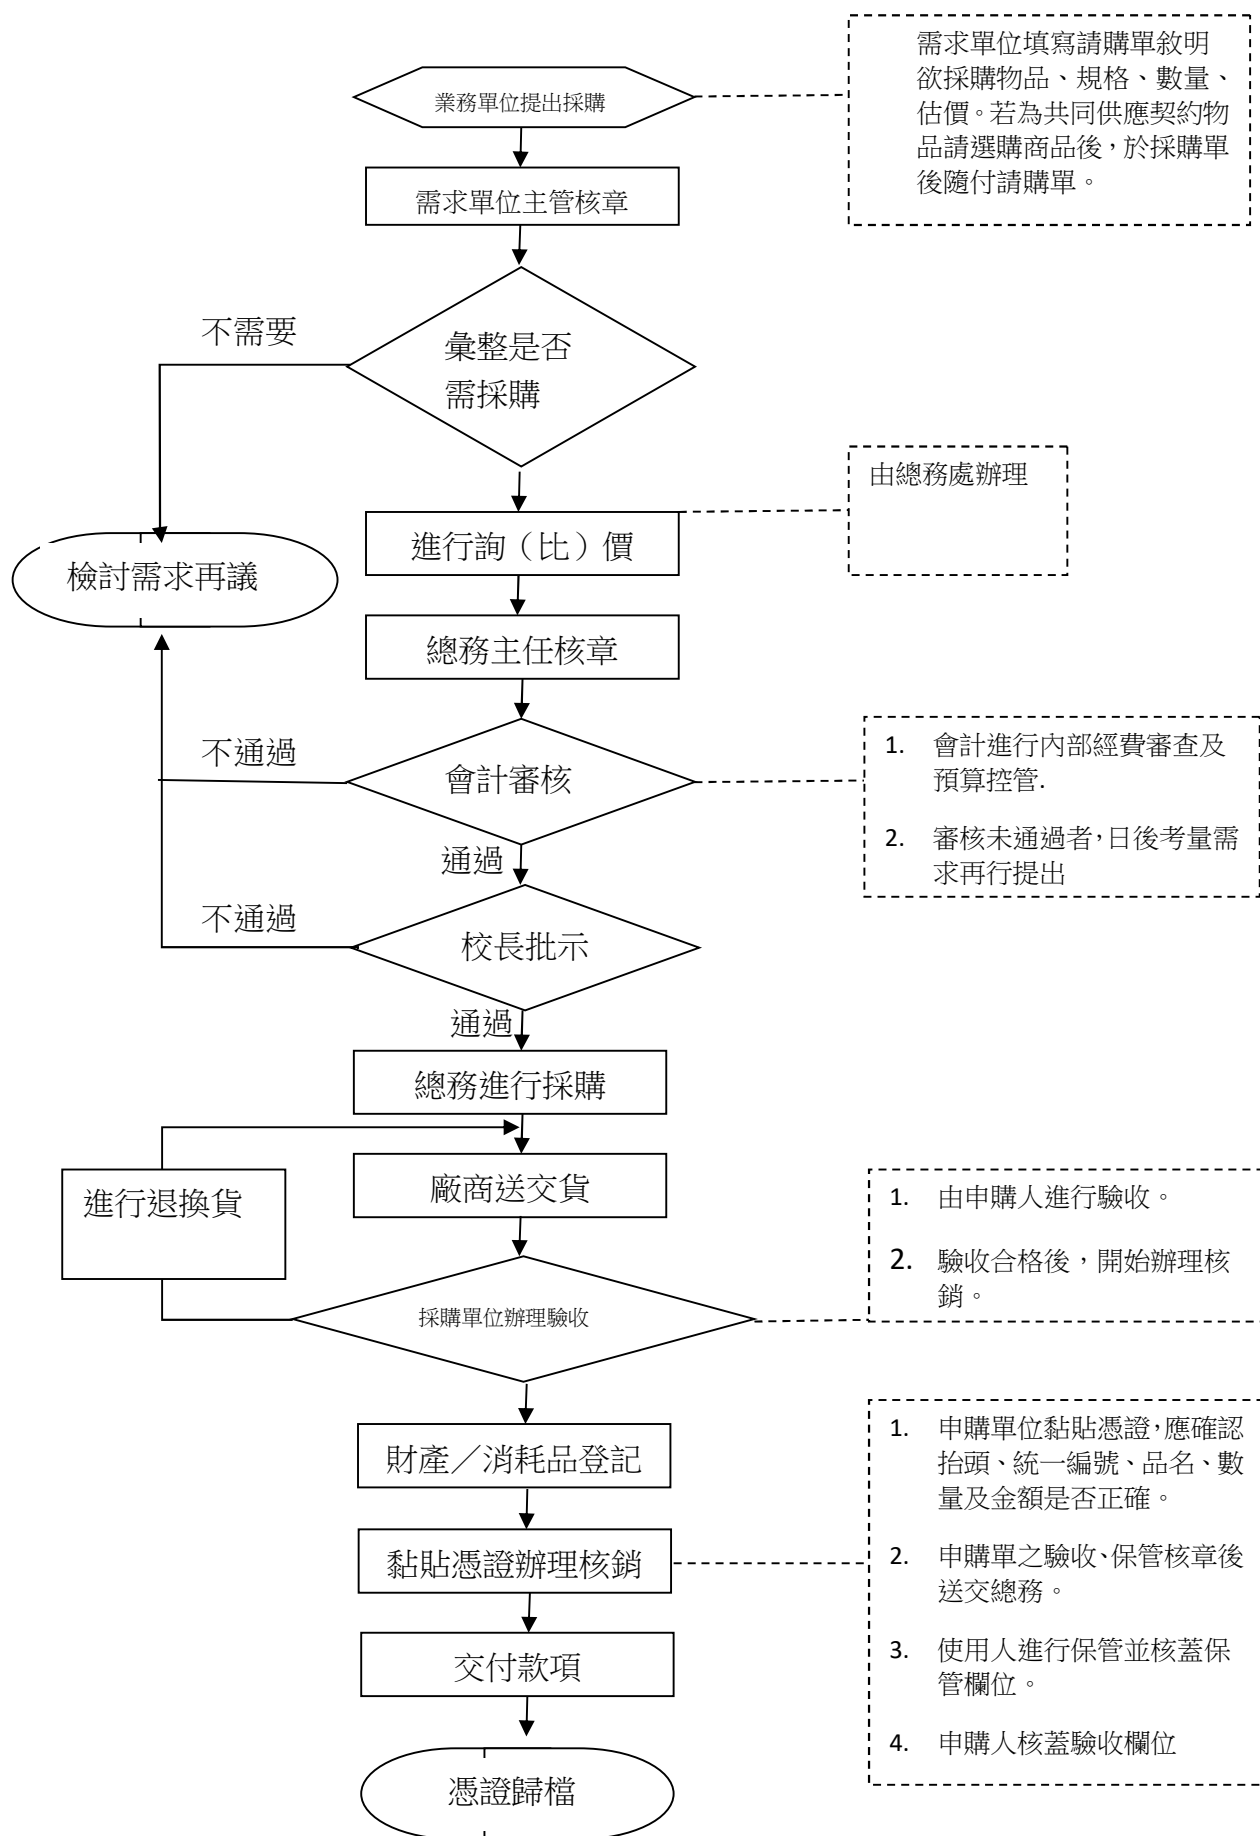 需求單位填寫請購單敘明
欲採購物品、規格、數量、
估價。若為共同供應契約物
品請選購商品後，於採購單
後隨付請購單。
業務單位提出採購
需求單位主管核章
不需要
彙整是否
需採購
由總務處辦理
進行詢（比）價
檢討需求再議
總務主任核章
不通過
會計審核
1. 會計進行內部經費審查及
預算控管.
2. 審核未通過者，日後考量需
求再行提出
通過
不通過
校長批示
通過
總務進行採購
廠商送交貨
進行退換貨
1. 由申購人進行驗收。
2. 驗收合格後，開始辦理核
銷。
採購單位辦理驗收
1. 申購單位黏貼憑證，應確認
抬頭、統一編號、品名、數
量及金額是否正確。
財產／消耗品登記
黏貼憑證辦理核銷
2. 申購單之驗收、保管核章後
送交總務。
交付款項
3. 使用人進行保管並核蓋保
管欄位。
4. 申購人核蓋驗收欄位
憑證歸檔